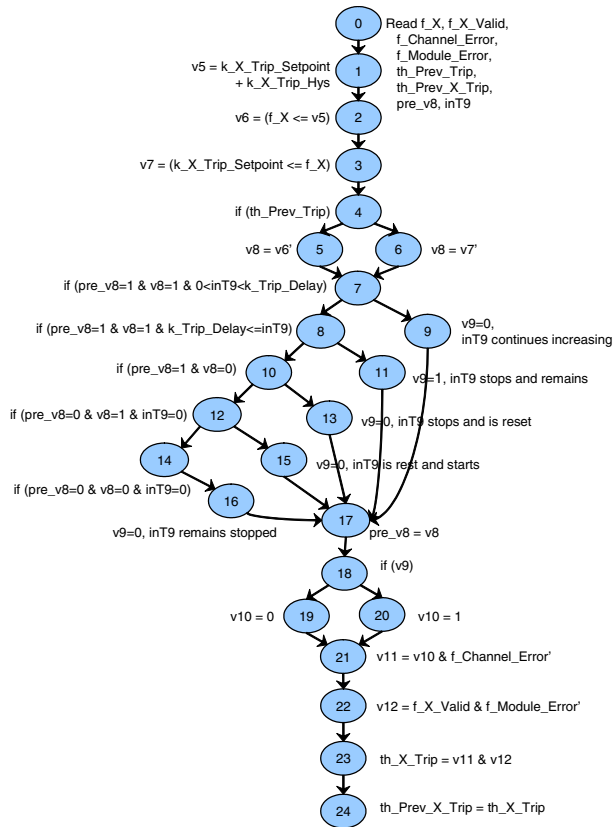 0
Read f_X, f_X_Valid,
f_Channel_Error,
f_Module_Error,
th_Prev_Trip,
th_Prev_X_Trip,
pre_v8, inT9
v5 = k_X_Trip_Setpoint
+ k_X_Trip_Hys
1
v6 = (f_X <= v5)
2
v7 = (k_X_Trip_Setpoint <= f_X)
3
if (th_Prev_Trip)
4
v8 = v6'
5
6
v8 = v7'
if (pre_v8=1 & v8=1 & 0<inT9<k_Trip_Delay)
7
if (pre_v8=1 & v8=1 & k_Trip_Delay<=inT9)
8
9
v9=0,
inT9 continues increasing
if (pre_v8=1 & v8=0)
10
11
v9=1, inT9 stops and remains
if (pre_v8=0 & v8=1 & inT9=0)
12
13
v9=0, inT9 stops and is reset
14
15
v9=0, inT9 is rest and starts
if (pre_v8=0 & v8=0 & inT9=0)
16
v9=0, inT9 remains stopped
17
pre_v8 = v8
18
if (v9)
v10 = 0
19
20
v10 = 1
21
v11 = v10 & f_Channel_Error'
22
v12 = f_X_Valid & f_Module_Error'
23
th_X_Trip = v11 & v12
24
th_Prev_X_Trip = th_X_Trip